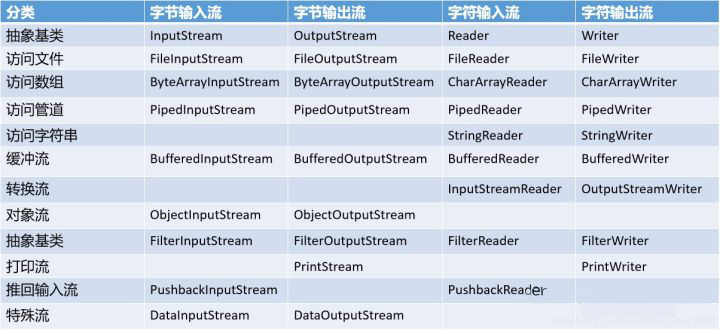 分类 字节输入流 字节输出流 字符输入流 字符输出流
抽象基类 InputStream OutputStream Reader Writer
访问文件 FileInputStream FileOutputStream FileReader FileWriter
访问数组 ByteArrayInputStream ByteArrayOutputStream CharArrayReader CharArrayWriter
访问管道 PipedInputStream PipedOutputStream PipedReader PipedWriter
访问字符串 StringReader StringWriter
缓冲流 BufferedInputStream BufferedOutputStream BufferedReader BufferedWriter
转换流 InputStreamReader OutputStreamWriter
对象流 ObjectInputStream ObjectOutputStream
抽象基类 FilterInputStream FilterOutputStream FilterReader FilterWriter
打印流 PrintStream PrintWriter
推回输入流 PushbackInputStream PushbackReader
特殊流 DataInputStream DataOutputStream